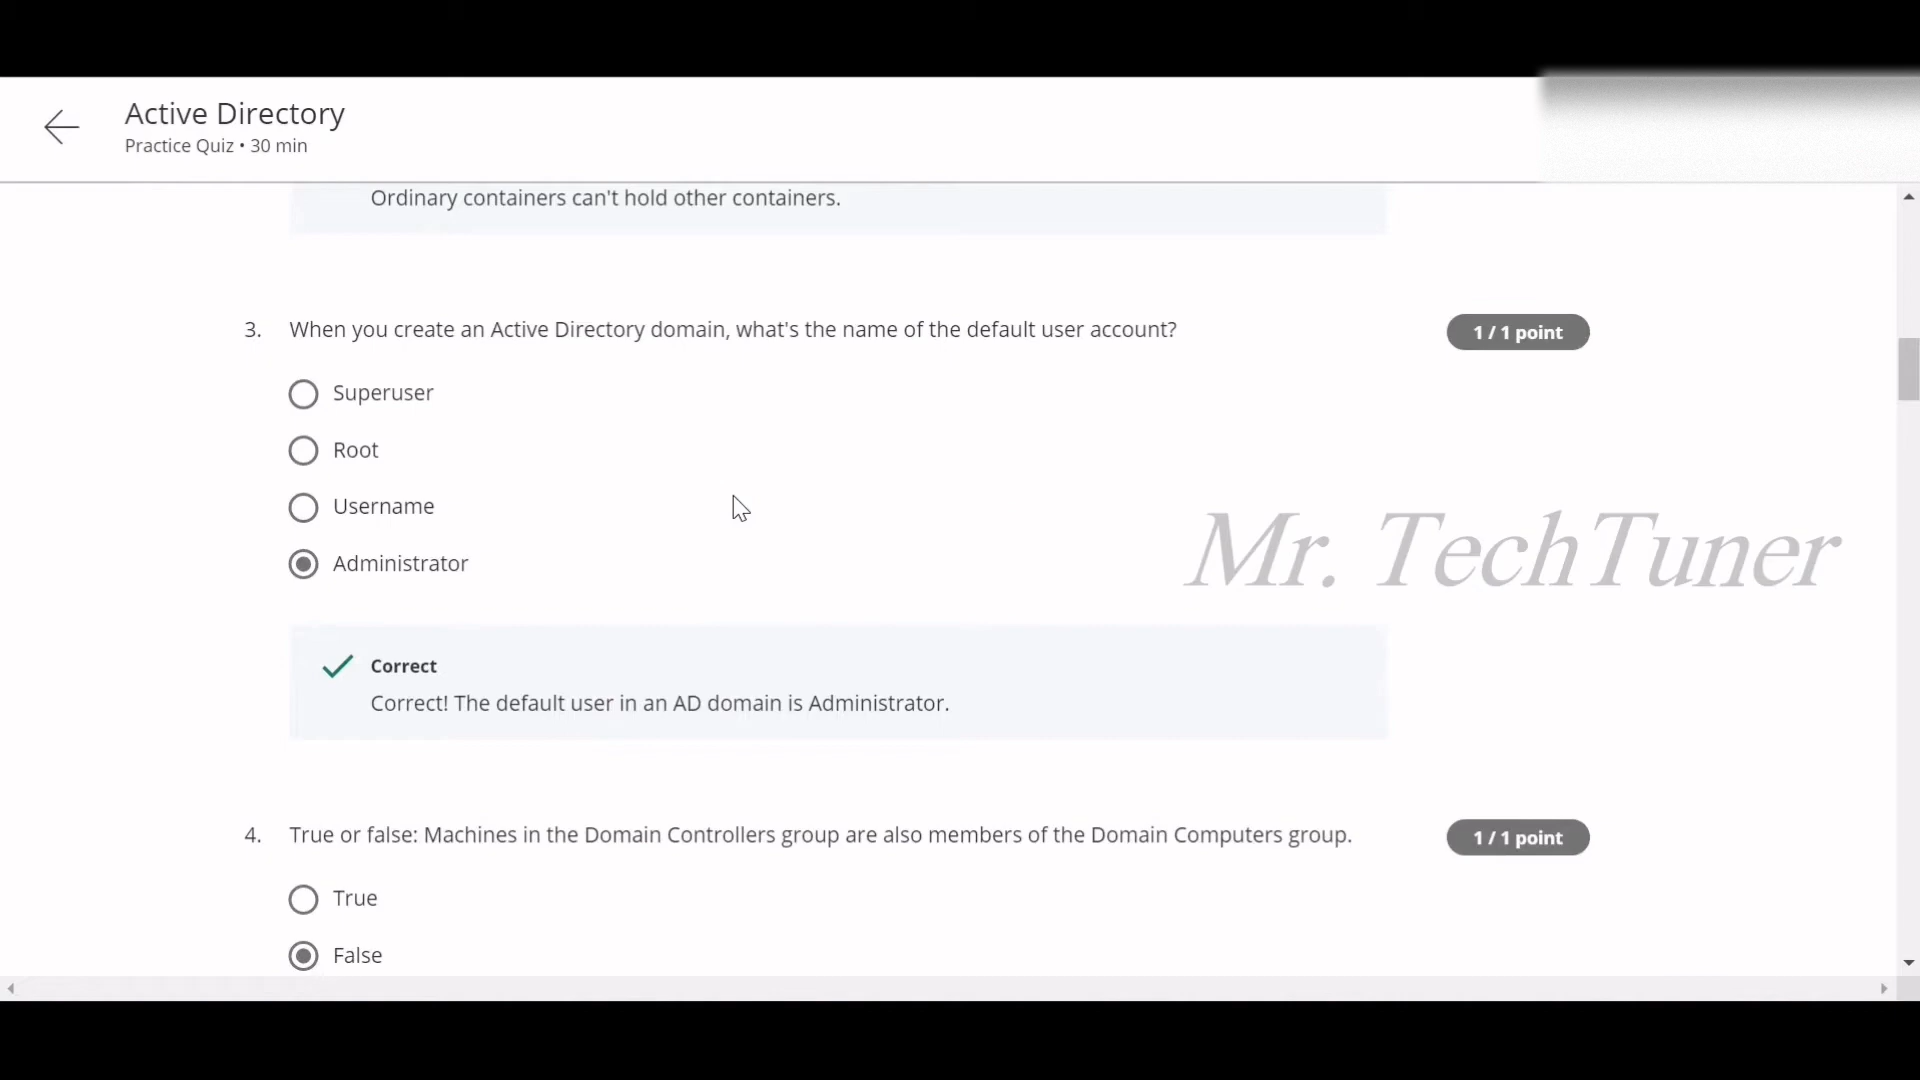 Active Directory
Practice Quiz • 30 min
Ordinary containers can't hold other containers.
3. When you create an Active Directory domain, what's the name of the default user account?
1 / 1 point
Superuser
Root
Username
Administrator
Mr. TechTuner
Correct
Correct! The default user in an AD domain is Administrator.
4. True or false: Machines in the Domain Controllers group are also members of the Domain Computers group.
1 / 1 point
True
False